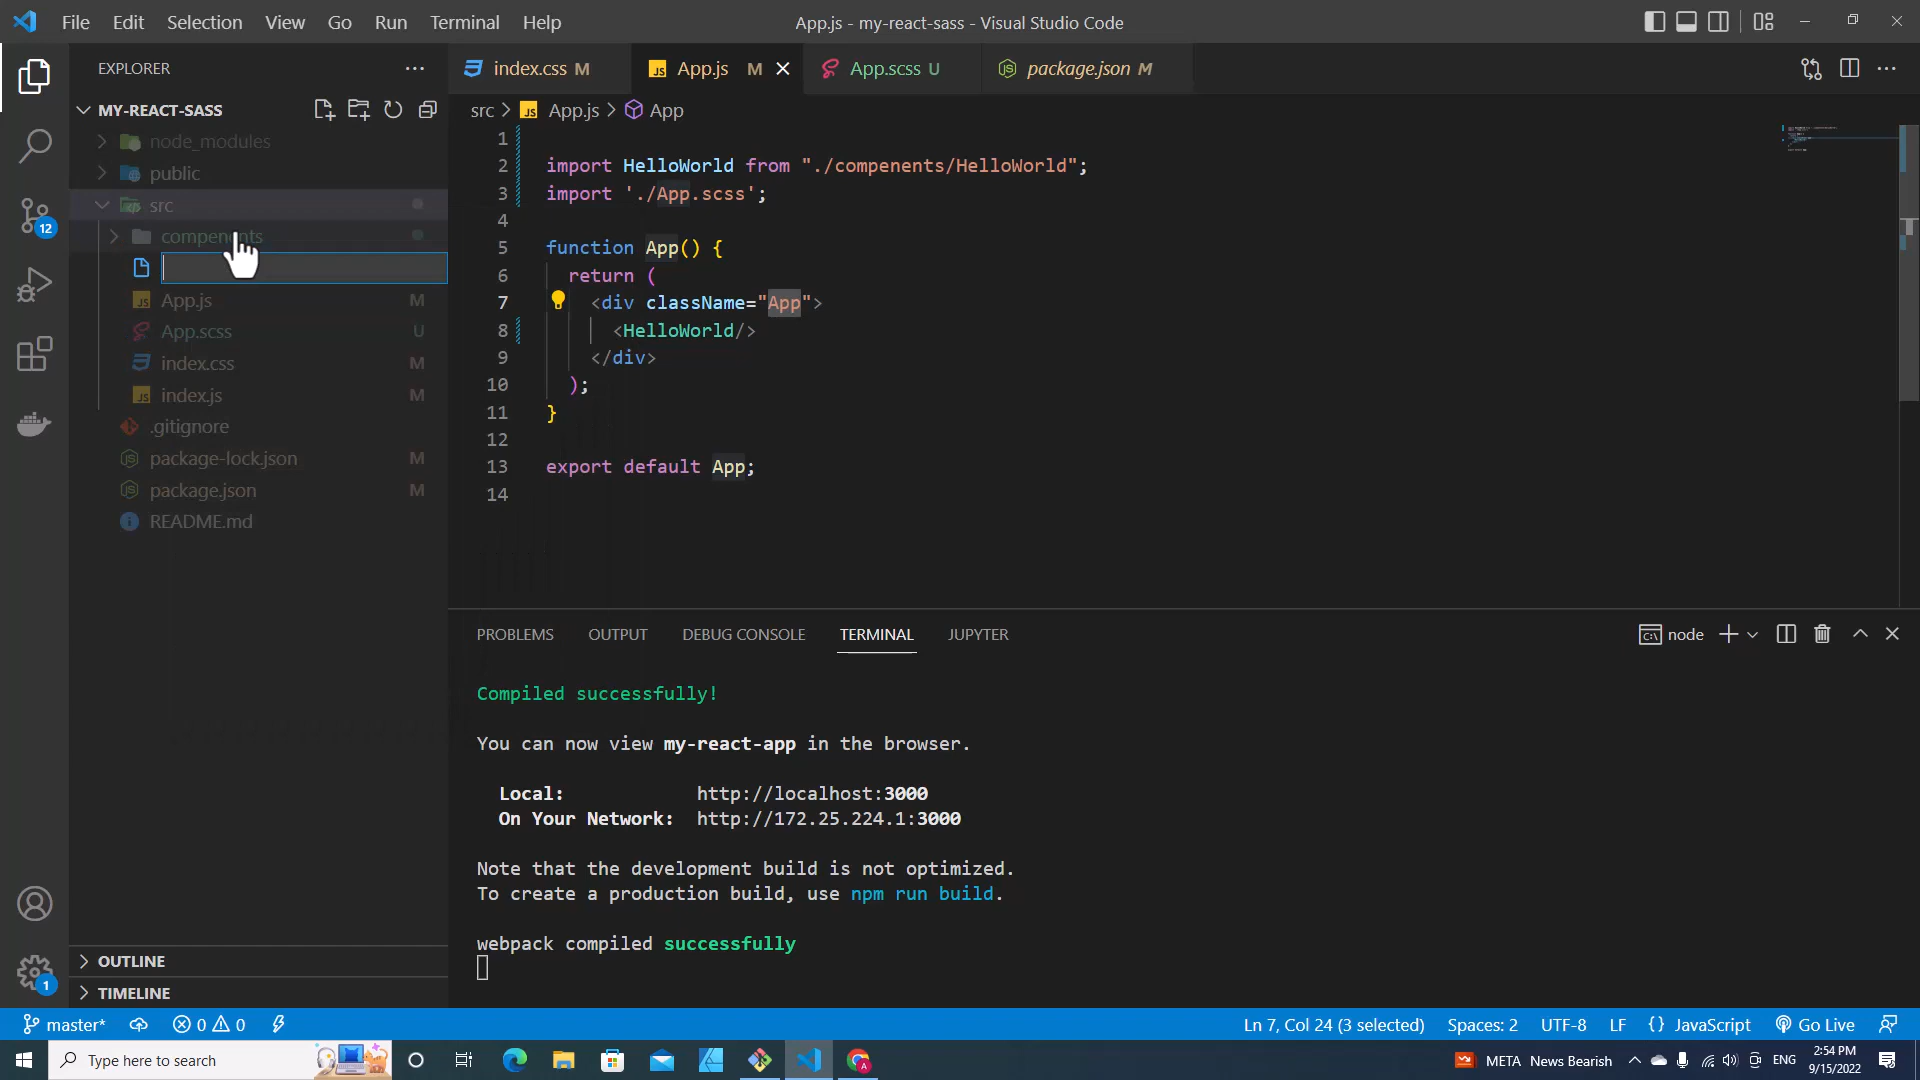 File Edit Selection View Go Run Terminal Help
App.js - my-react-sass - Visual Studio Code
EXPLORER
index.css M
App.js M
App.scss U
package.json M
MY-REACT-SASS
src > App.js > App
node_modules
public
src
compenents
App.js M
App.scss U
index.css M
index.js M
.gitignore
package-lock.json M
package.json M
README.md
12
1
2 import HelloWorld from "./compenents/HelloWorld";
3 import './App.scss';
4
5 function App() {
6 return (
7 <div className="App">
8 <HelloWorld/>
9 </div>
10 );
11 }
12
13 export default App;
14
PROBLEMS OUTPUT DEBUG CONSOLE TERMINAL JUPYTER
node
Compiled successfully!
You can now view my-react-app in the browser.
Local: http://localhost:3000
On Your Network: http://172.25.224.1:3000
Note that the development build is not optimized.
To create a production build, use npm run build.
webpack compiled successfully
OUTLINE
TIMELINE
1
master* 0 0
Ln 7, Col 24 (3 selected) Spaces: 2 UTF-8 LF {} JavaScript Go Live
Type here to search
META News Bearish
ENG
2:54 PM
9/15/2022